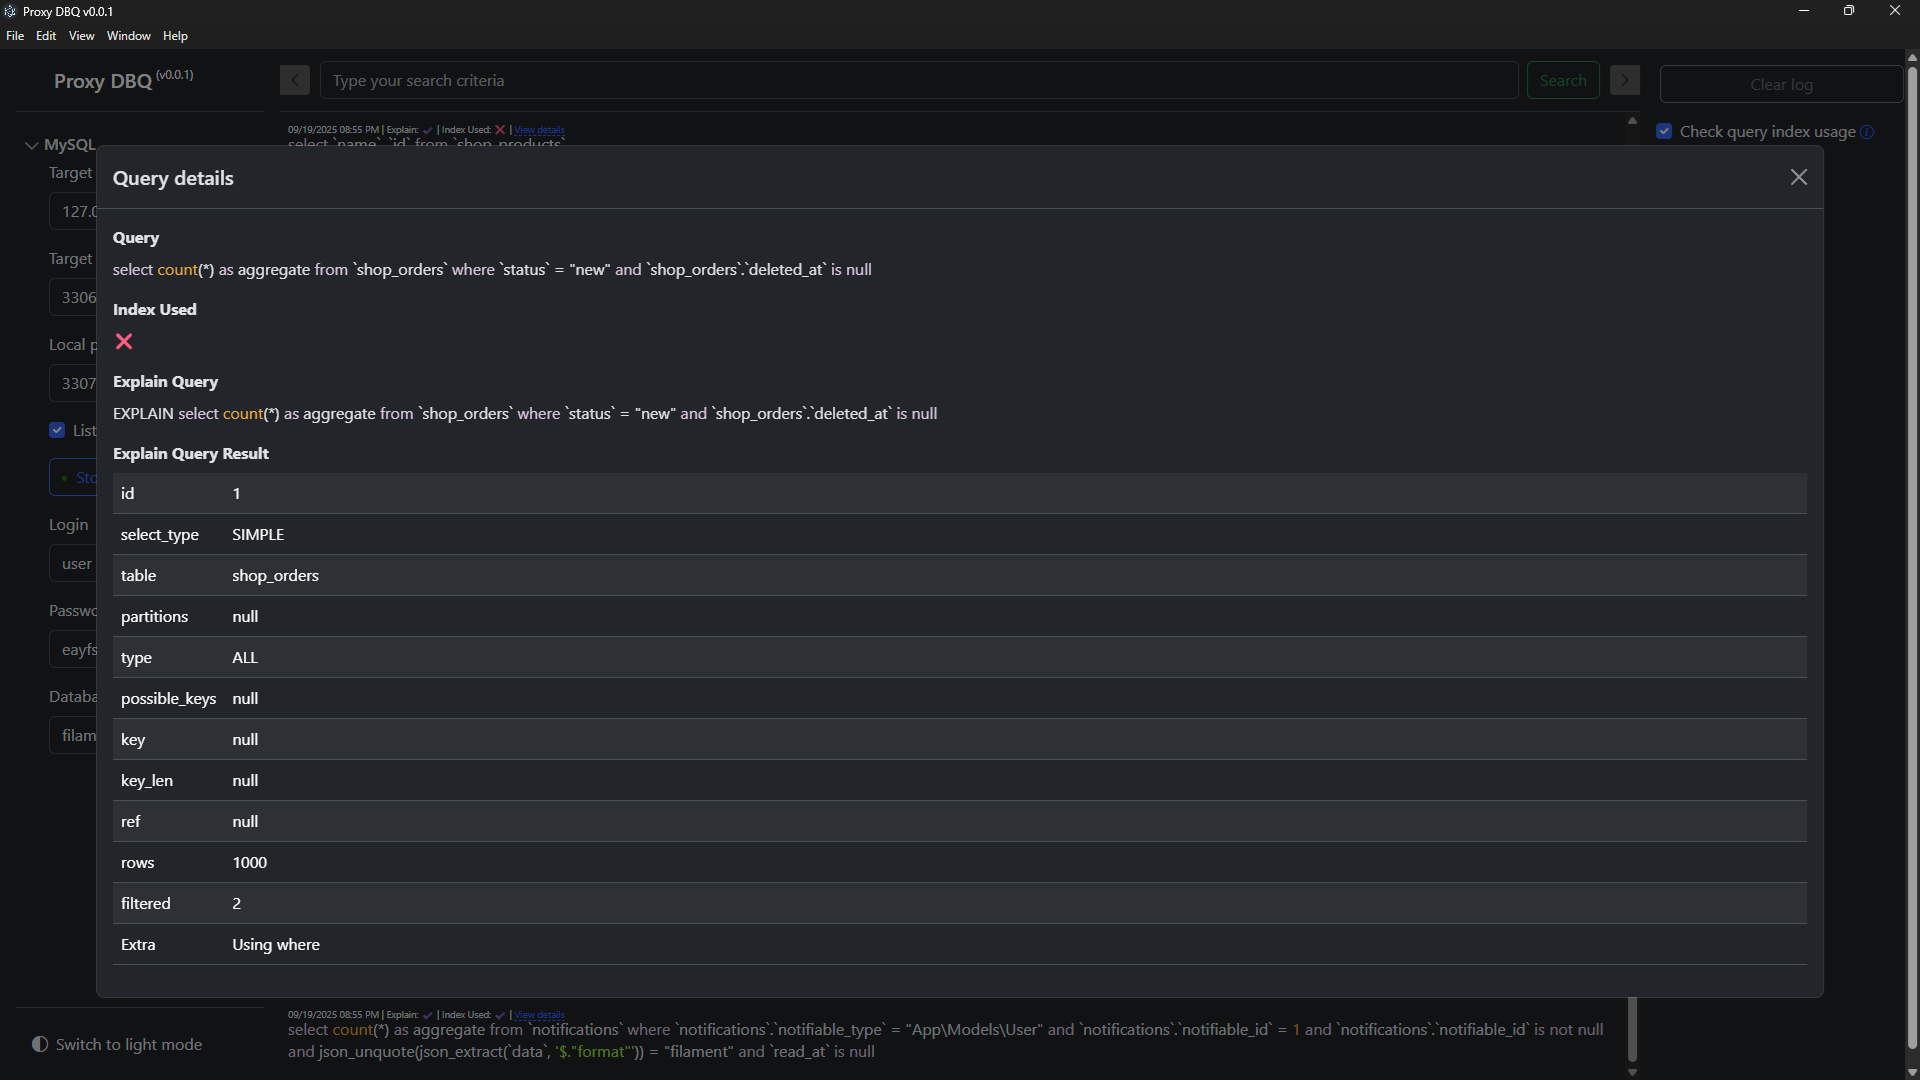 Proxy DBQ v0.0.1
File Edit View Window Help
Proxy DBQ (v0.0.1)
Type your search criteria
Search
Clear log
09/19/2025 08:55 PM | Explain: ✓ | Index Used: ❌ | View details
select `name`, `id` from `shop_products`
Check query index usage
MySQL
Target
127.0
Target
3306
Local p
3307
List
Sto
Login
user
Passwo
eayfs
Databa
filam
Query details
Query
select count(*) as aggregate from `shop_orders` where `status` = "new" and `shop_orders`.`deleted_at` is null
Index Used
❌
Explain Query
EXPLAIN select count(*) as aggregate from `shop_orders` where `status` = "new" and `shop_orders`.`deleted_at` is null
Explain Query Result
id 1
select_type SIMPLE
table shop_orders
partitions null
type ALL
possible_keys null
key null
key_len null
ref null
rows 1000
filtered 2
Extra Using where
09/19/2025 08:55 PM | Explain: ✓ | Index Used: ✓ | View details
select count(*) as aggregate from `notifications` where `notifications`.`notifiable_type` = "App\Models\User" and `notifications`.`notifiable_id` = 1 and `notifications`.`notifiable_id` is not null
and json_unquote(json_extract(`data`, '$."format"')) = "filament" and `read_at` is null
Switch to light mode